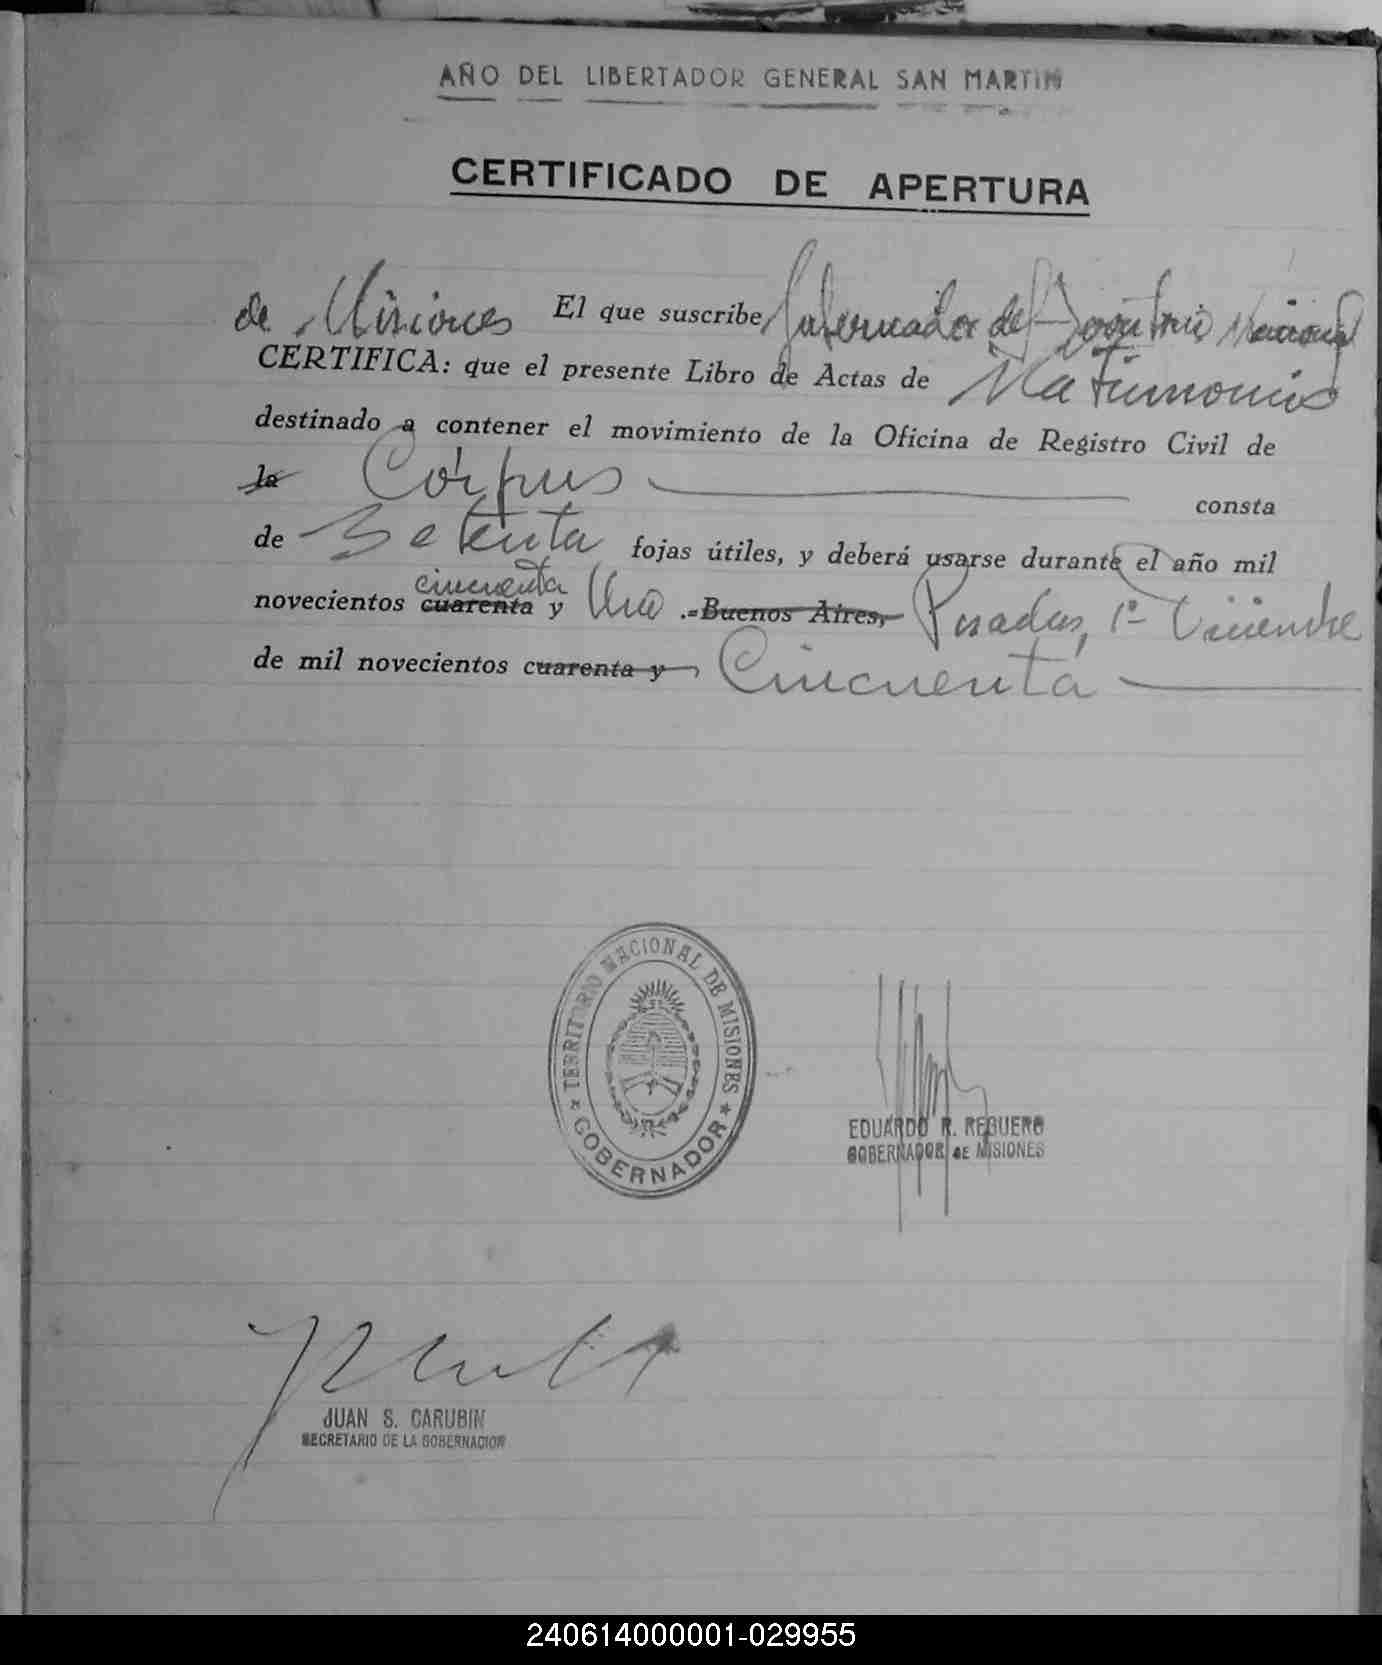 AÑO DEL LIBERTADOR GENERAL SAN MARTIN
CERTIFICADO DE APERTURA
de Misiones El que suscribe, Gobernador del Territorio Nacional
CERTIFICA: que el presente Libro de Actas de Matrimonios
destinado a contener el movimiento de la Oficina de Registro Civil de
la Corpus consta
de Setenta fojas útiles, y deberá usarse durante el año mil
cincuenta
novecientos cuarenta y Uno .=Buenos Aires, Posadas, 1º Diciembre
de mil novecientos cuarenta y Cincuenta
TERRITORIO NACIONAL DE MISIONES
★ GOBERNADOR ★
EDUARDO R. REGUERO
GOBERNADOR DE MISIONES
JUAN S. CARUBIN
SECRETARIO DE LA GOBERNACION
240614000001-029955